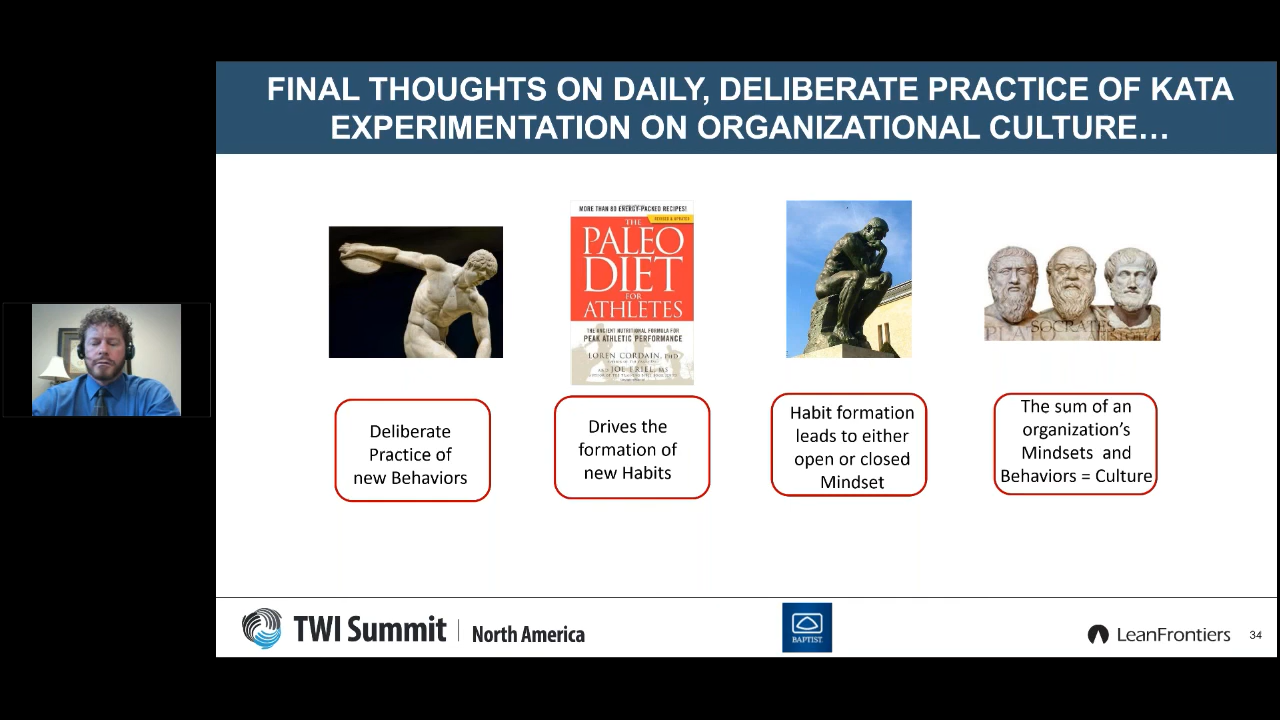 FINAL THOUGHTS ON DAILY, DELIBERATE PRACTICE OF KATA
EXPERIMENTATION ON ORGANIZATIONAL CULTURE…
MORE THAN 80 ENERGY-PACKED RECIPES!
REVISED & UPDATED
THE
PALEO
DIET
FOR
ATHLETES
THE ANCIENT NUTRITIONAL FORMULA FOR
PEAK ATHLETIC PERFORMANCE
LOREN CORDAIN, PhD
AND JOE FRIEL, MS
SOCRATES
Deliberate
Practice of
new Behaviors
Drives the
formation of
new Habits
Habit formation
leads to either
open or closed
Mindset
The sum of an
organization’s
Mindsets and
Behaviors = Culture
TWI Summit
North America
BAPTIST
LeanFrontiers
34